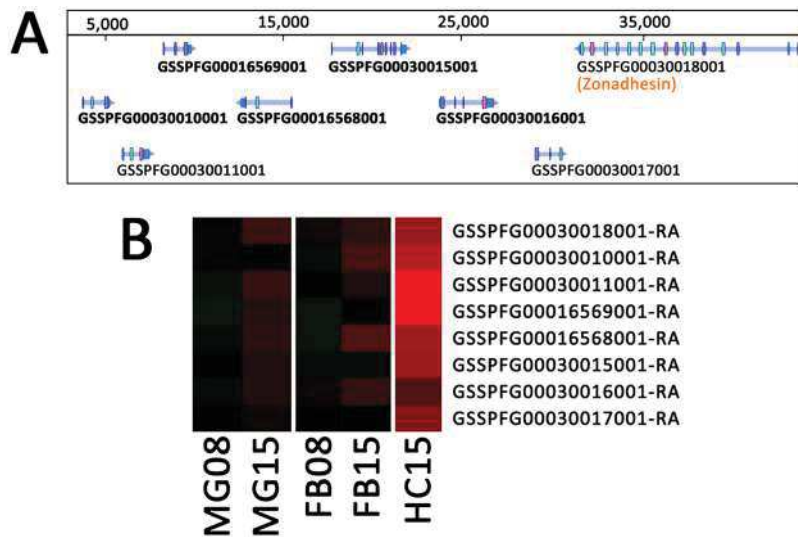 A
5,000 15,000 25,000 35,000
GSSPFG00016569001 GSSPFG00030015001 GSSPFG00030018001
(Zonadhesin)
GSSPFG00030010001 GSSPFG00016568001 GSSPFG00030016001
GSSPFG00030011001 GSSPFG00030017001
B
GSSPFG00030018001-RA
GSSPFG00030010001-RA
GSSPFG00030011001-RA
GSSPFG00016569001-RA
GSSPFG00016568001-RA
GSSPFG00030015001-RA
GSSPFG00030016001-RA
GSSPFG00030017001-RA
MG08 MG15 FB08 FB15 HC15